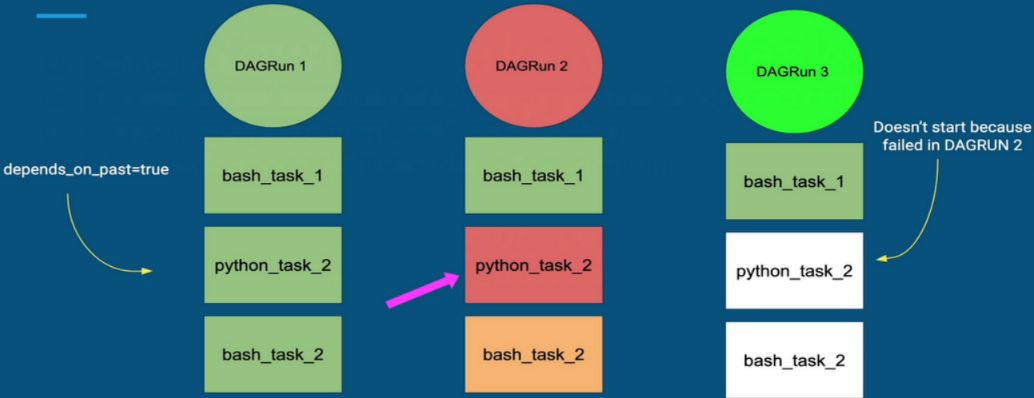 DAGRun 1
DAGRun 2
DAGRun 3
Doesn't start because
failed in DAGRUN 2
depends_on_past=true
bash_task_1
bash_task_1
bash_task_1
python_task_2
python_task_2
python_task_2
bash_task_2
bash_task_2
bash_task_2